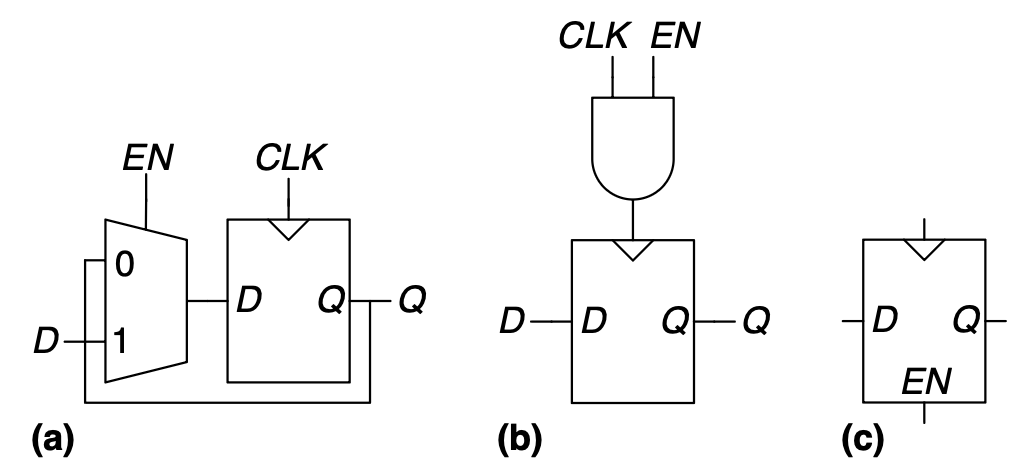 CLK EN
EN CLK
0
D Q Q
D 1
D D Q Q
D Q
EN
(a) (b) (c)